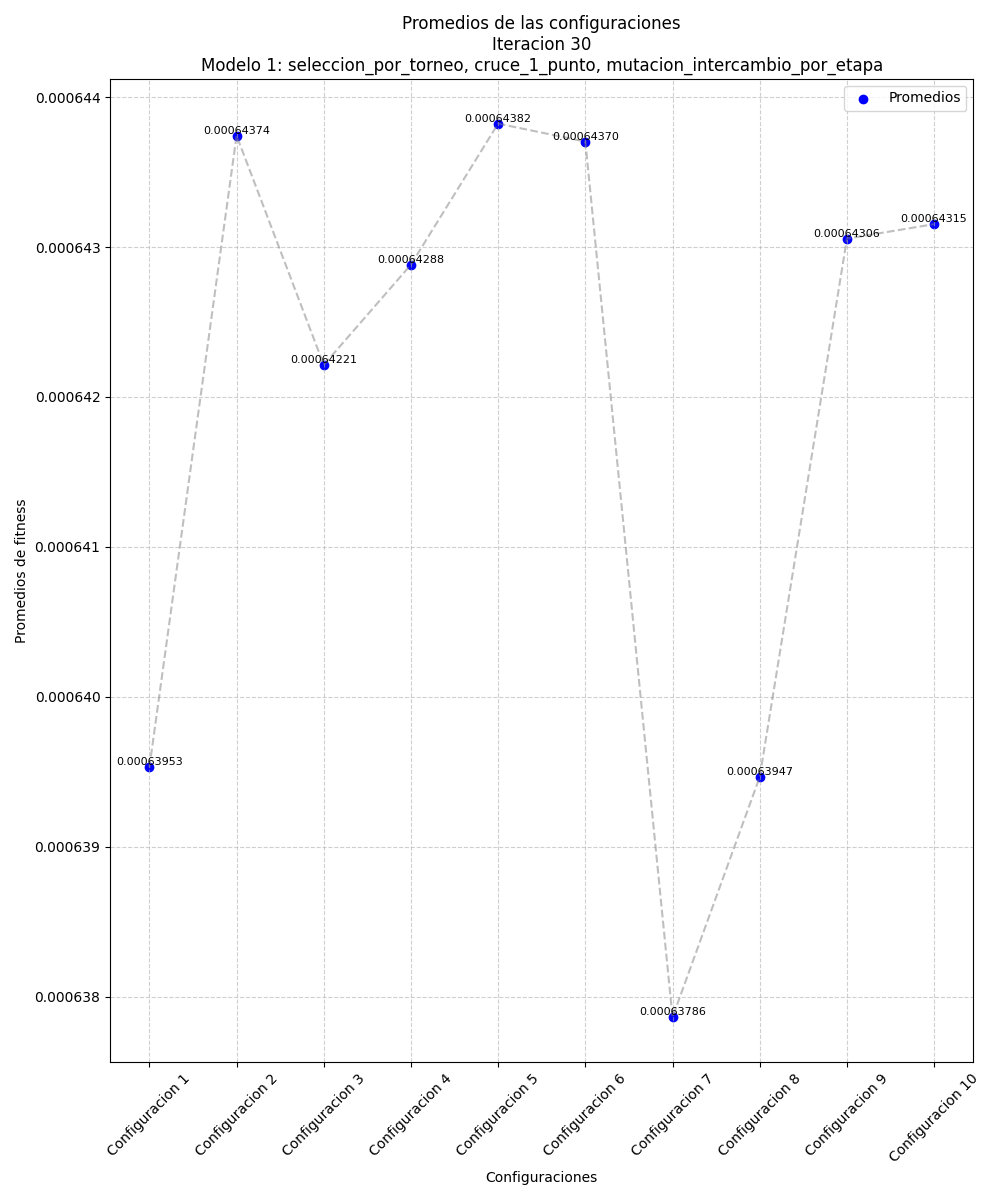 Promedios de las configuraciones
Iteracion 30
Modelo 1: seleccion_por_torneo, cruce_1_punto, mutacion_intercambio_por_etapa
Promedios
0.000644
0.000643
0.000642
0.000641
0.000640
0.000639
0.000638
Promedios de fitness
0.00063953
0.00064374
0.00064221
0.00064288
0.00064382
0.00064370
0.00063786
0.00063947
0.00064306
0.00064315
Configuracion 1
Configuracion 2
Configuracion 3
Configuracion 4
Configuracion 5
Configuracion 6
Configuracion 7
Configuracion 8
Configuracion 9
Configuracion 10
Configuraciones